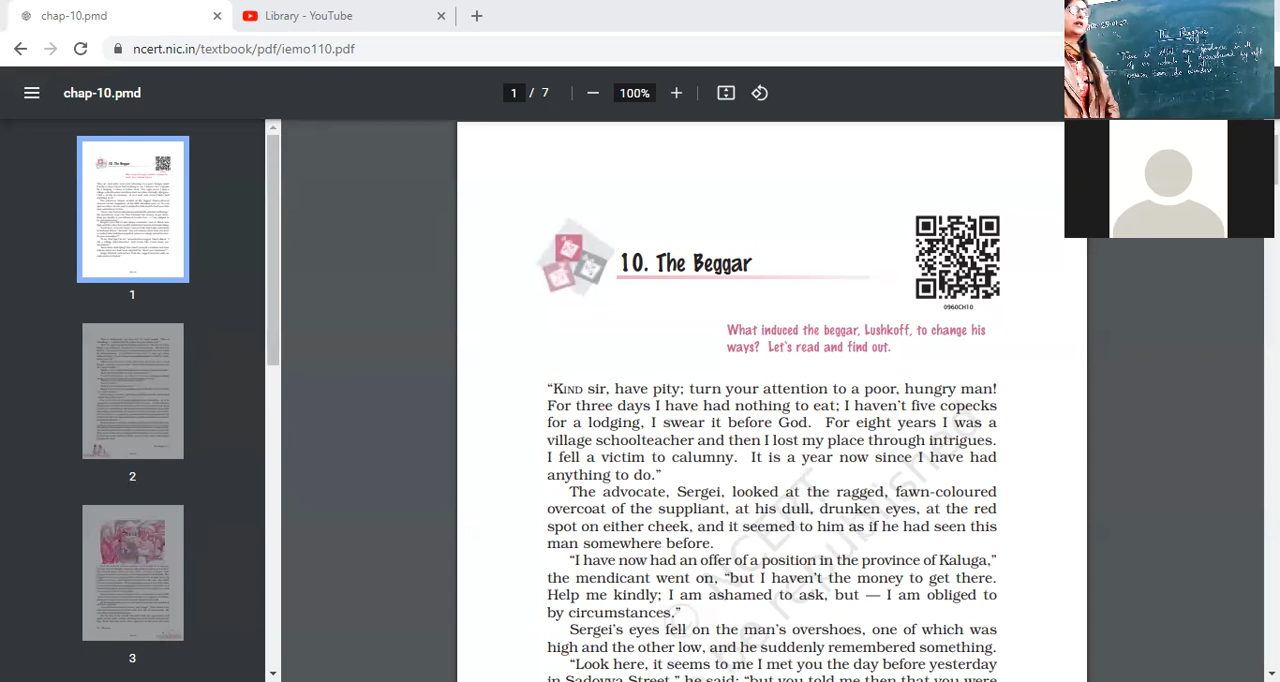 chap-10.pmd
Library - YouTube
ncert.nic.in/textbook/pdf/iemo110.pdf
chap-10.pmd
1 / 7
100%
The Beggar
10. The Beggar
0960CH10
What induced the beggar, Lushkoff, to change his
ways? Let's read and find out.
"KIND sir, have pity; turn your attention to a poor, hungry man!
For three days I have had nothing to eat; I haven't five copecks
for a lodging, I swear it before God. For eight years I was a
village schoolteacher and then I lost my place through intrigues.
I fell a victim to calumny. It is a year now since I have had
anything to do."
The advocate, Sergei, looked at the ragged, fawn-coloured
overcoat of the suppliant, at his dull, drunken eyes, at the red
spot on either cheek, and it seemed to him as if he had seen this
man somewhere before.
"I have now had an offer of a position in the province of Kaluga,"
the mendicant went on, "but I haven't the money to get there.
Help me kindly; I am ashamed to ask, but — I am obliged to
by circumstances."
Sergei's eyes fell on the man's overshoes, one of which was
high and the other low, and he suddenly remembered something.
"Look here, it seems to me I met you the day before yesterday
in Sadovya Street," he said; "but you told me then that you were
© NCERT
be republished
10. The Beggar
1
2
3